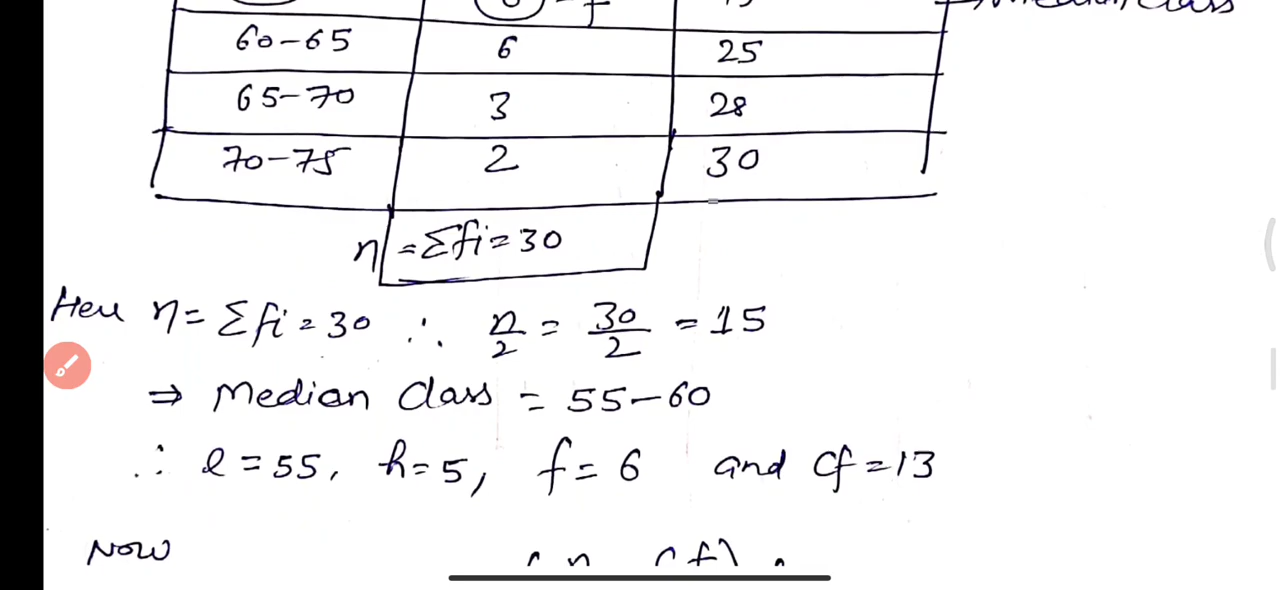 60-65 6 25
65-70 3 28
70-75 2 30
n = Σfi = 30
Here n = Σfi = 30 ∴ n/2 = 30/2 = 15
⇒ Median Class = 55-60
∴ l = 55, h = 5, f = 6 and cf = 13
Now